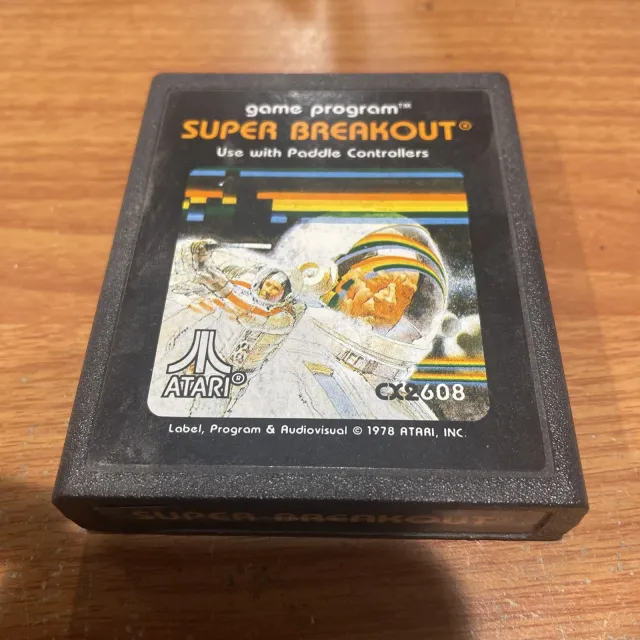 game program™
SUPER BREAKOUT®
Use with Paddle Controllers
ATARI®
CX2608
Label, Program & Audiovisual © 1978 ATARI, INC.
SUPER BREAKOUT